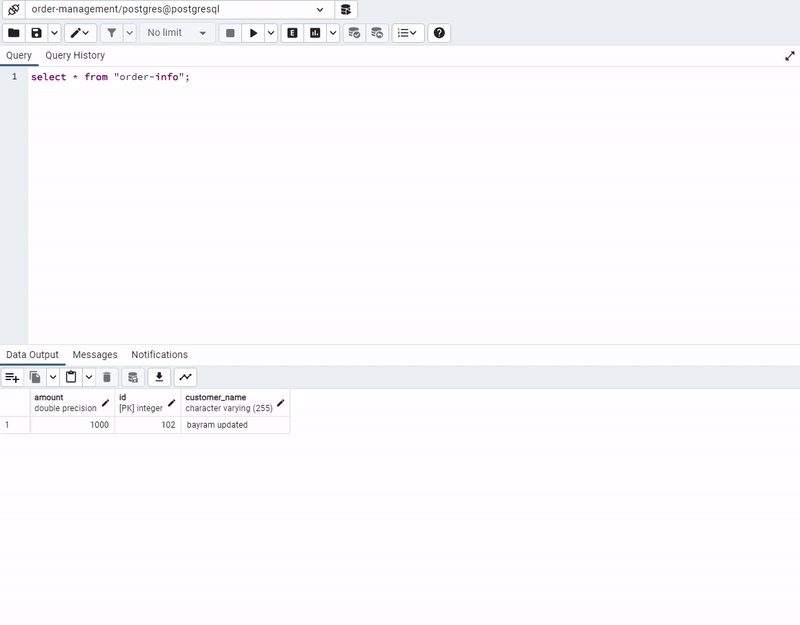 order-management/postgres@postgresql
No limit
E
Query Query History
1 select * from "order-info";
Data Output Messages Notifications
amount id customer_name
double precision [PK] integer character varying (255)
1 1000 102 bayram updated